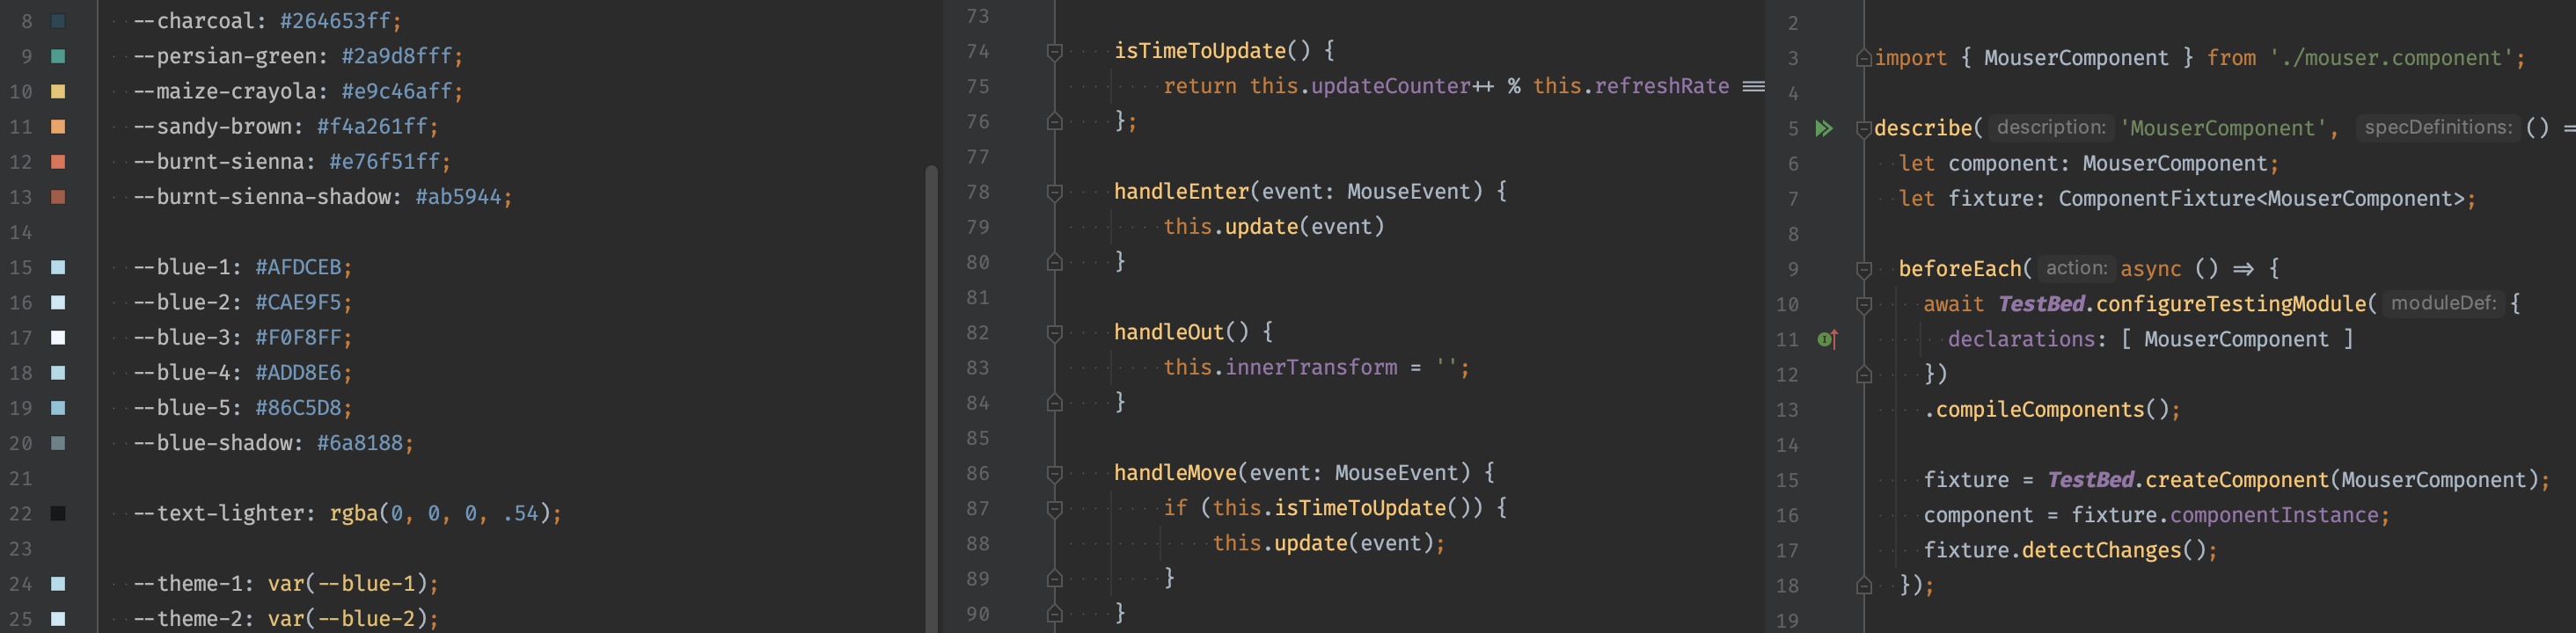 8 --charcoal: #264653ff;
9 --persian-green: #2a9d8fff;
10 --maize-crayola: #e9c46aff;
11 --sandy-brown: #f4a261ff;
12 --burnt-sienna: #e76f51ff;
13 --burnt-sienna-shadow: #ab5944;
14
15 --blue-1: #AFDCEB;
16 --blue-2: #CAE9F5;
17 --blue-3: #F0F8FF;
18 --blue-4: #ADD8E6;
19 --blue-5: #86C5D8;
20 --blue-shadow: #6a8188;
21
22 --text-lighter: rgba(0, 0, 0, .54);
23
24 --theme-1: var(--blue-1);
25 --theme-2: var(--blue-2);
73
74 isTimeToUpdate() {
75 return this.updateCounter++ % this.refreshRate ===
76 };
77
78 handleEnter(event: MouseEvent) {
79 this.update(event)
80 }
81
82 handleOut() {
83 this.innerTransform = '';
84 }
85
86 handleMove(event: MouseEvent) {
87 if (this.isTimeToUpdate()) {
88 this.update(event);
89 }
90 }
2
3 import { MouserComponent } from './mouser.component';
4
5 describe( description: 'MouserComponent', specDefinitions: () =
6 let component: MouserComponent;
7 let fixture: ComponentFixture<MouserComponent>;
8
9 beforeEach( action: async () => {
10 await TestBed.configureTestingModule( moduleDef: {
11 declarations: [ MouserComponent ]
12 })
13 .compileComponents();
14
15 fixture = TestBed.createComponent(MouserComponent);
16 component = fixture.componentInstance;
17 fixture.detectChanges();
18 });
19